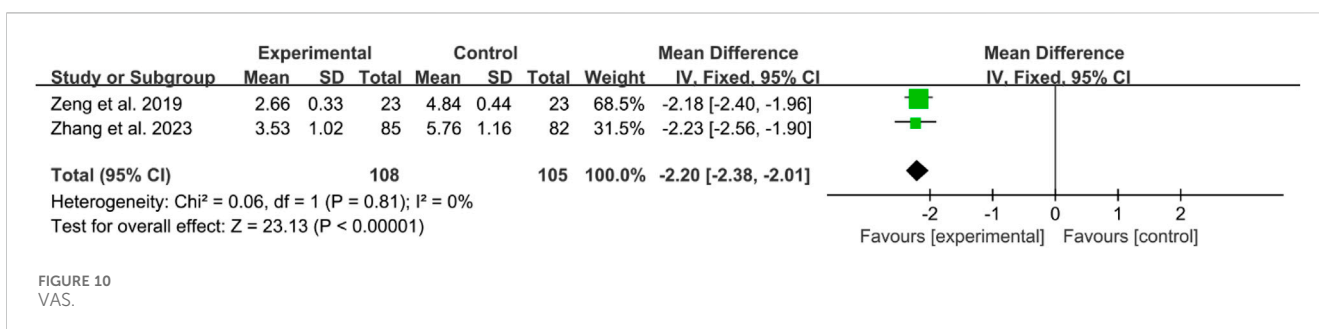 Experimental Control Mean Difference Mean Difference
Study or Subgroup Mean SD Total Mean SD Total Weight IV, Fixed, 95% CI IV, Fixed, 95% CI
Zeng et al. 2019 2.66 0.33 23 4.84 0.44 23 68.5% -2.18 [-2.40, -1.96]
Zhang et al. 2023 3.53 1.02 85 5.76 1.16 82 31.5% -2.23 [-2.56, -1.90]
Total (95% CI) 108 105 100.0% -2.20 [-2.38, -2.01]
Heterogeneity: Chi² = 0.06, df = 1 (P = 0.81); I² = 0%
Test for overall effect: Z = 23.13 (P < 0.00001)
-2 -1 0 1 2
Favours [experimental] Favours [control]
FIGURE 10
VAS.